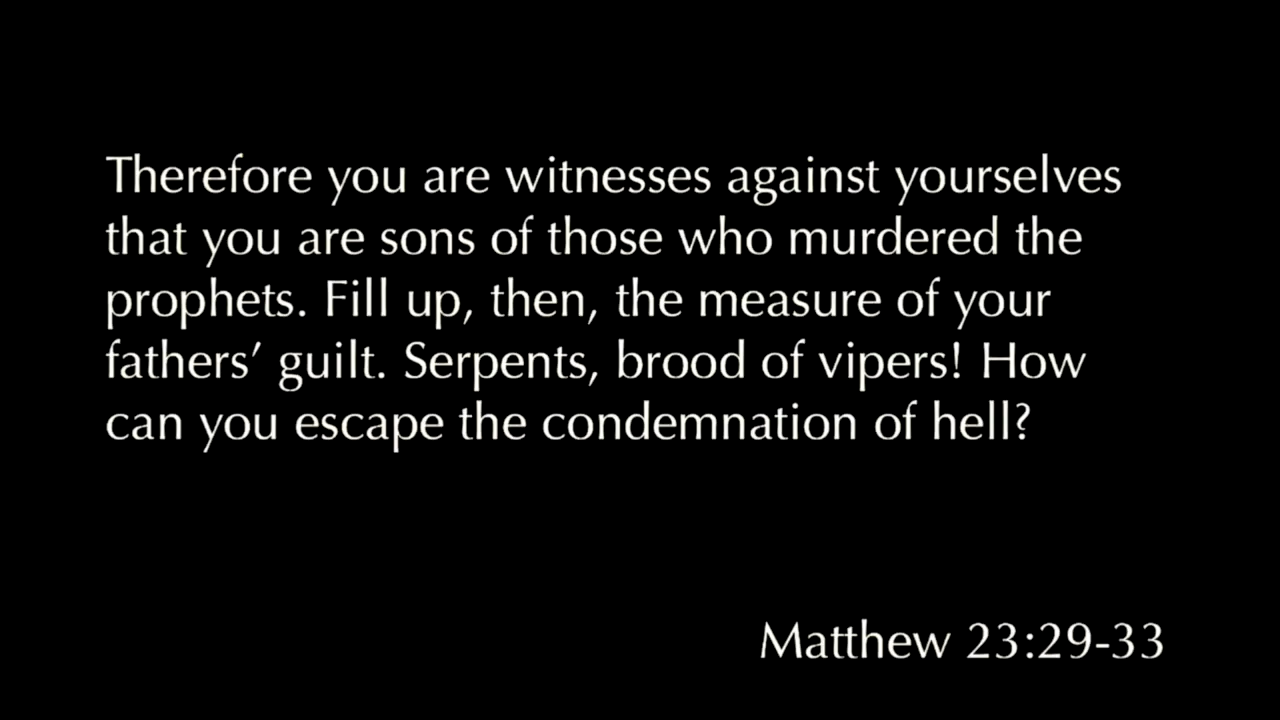 Therefore you are witnesses against yourselves
that you are sons of those who murdered the
prophets. Fill up, then, the measure of your
fathers’ guilt. Serpents, brood of vipers! How
can you escape the condemnation of hell?
Matthew 23:29-33